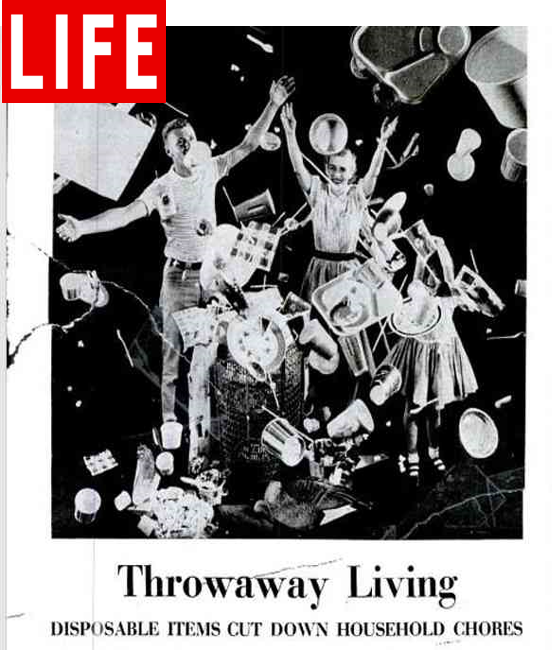 LIFE
Throwaway Living
DISPOSABLE ITEMS CUT DOWN HOUSEHOLD CHORES